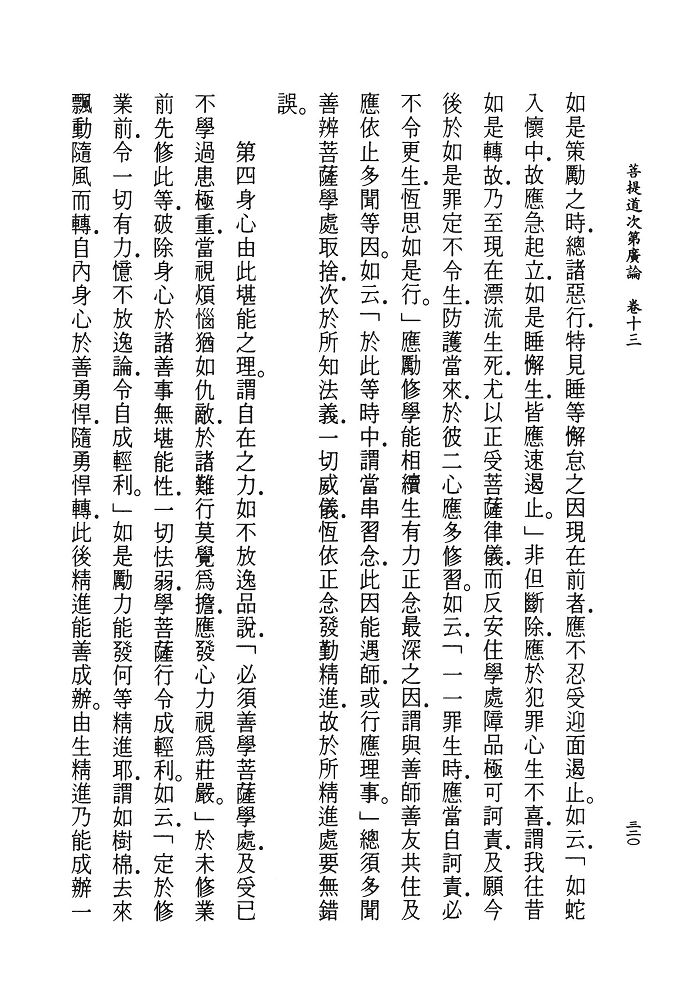 菩提道次第廣論　卷十三
三三〇
如是策勵之時．總諸惡行．特見睡等懈怠之因現在前者．應不忍受迎面遏止。如云．「如蛇
入懷中．故應急起立．如是睡懈生．皆應速遏止。」非但斷除．應於犯罪心生不喜．謂我往昔
如是轉故．乃至現在漂流生死．尤以正受菩薩律儀．而反安住學處障品極可訶責．及願今
後於如是罪定不令生．防護當來．於彼二心應多修習。如云．「一一罪生時．應當自訶責．必
不令更生．恆思如是行。」應勵修學能相續生有力正念最深之因．謂與善師善友共住及
應依止多聞等因。如云．「於此等時中．謂當串習念．此因能遇師．或行應理事。」總須多聞
善辨菩薩學處取捨．次於所知法義．一切威儀．恆依正念發勤精進．故於所精進處要無錯
誤。
第四身心由此堪能之理。謂自在之力．如不放逸品說．「必須善學菩薩學處．及受已
不學過患極重．當視煩惱猶如仇敵．於諸難行莫覺爲擔．應發心力視爲莊嚴。」於未修業
前先修此等．破除身心於諸善事無堪能性．一切怯弱．學菩薩行令成輕利。如云．「定於修
業前．令一切有力．憶不放逸論．令自成輕利。」如是勵力能發何等精進耶．謂如樹棉．去來
飄動隨風而轉．自內身心於善勇悍．隨勇悍轉．此後精進能善成辦。由生精進乃能成辦一